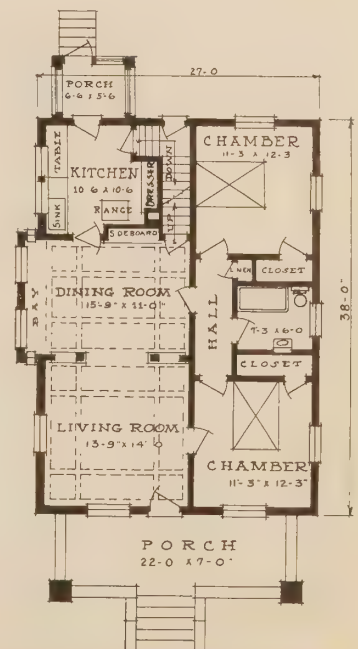 27-0
PORCH
6-6 x 5-6
TABLE
KITCHEN
10-6 x 10-6
SINK
RANGE
DRESSER
DOWN
UP
SIDEBOARD
CHAMBER
11-3 x 12-3
LINEN
CLOSET
DINING ROOM
15'-9" x 11-0"
BAY
HALL
7-3 x 6-0
CLOSET
38-0"
LIVING ROOM
13-9" x 14'-0
CHAMBER
11'-3" x 12'-3"
PORCH
22-0 x 7-0"